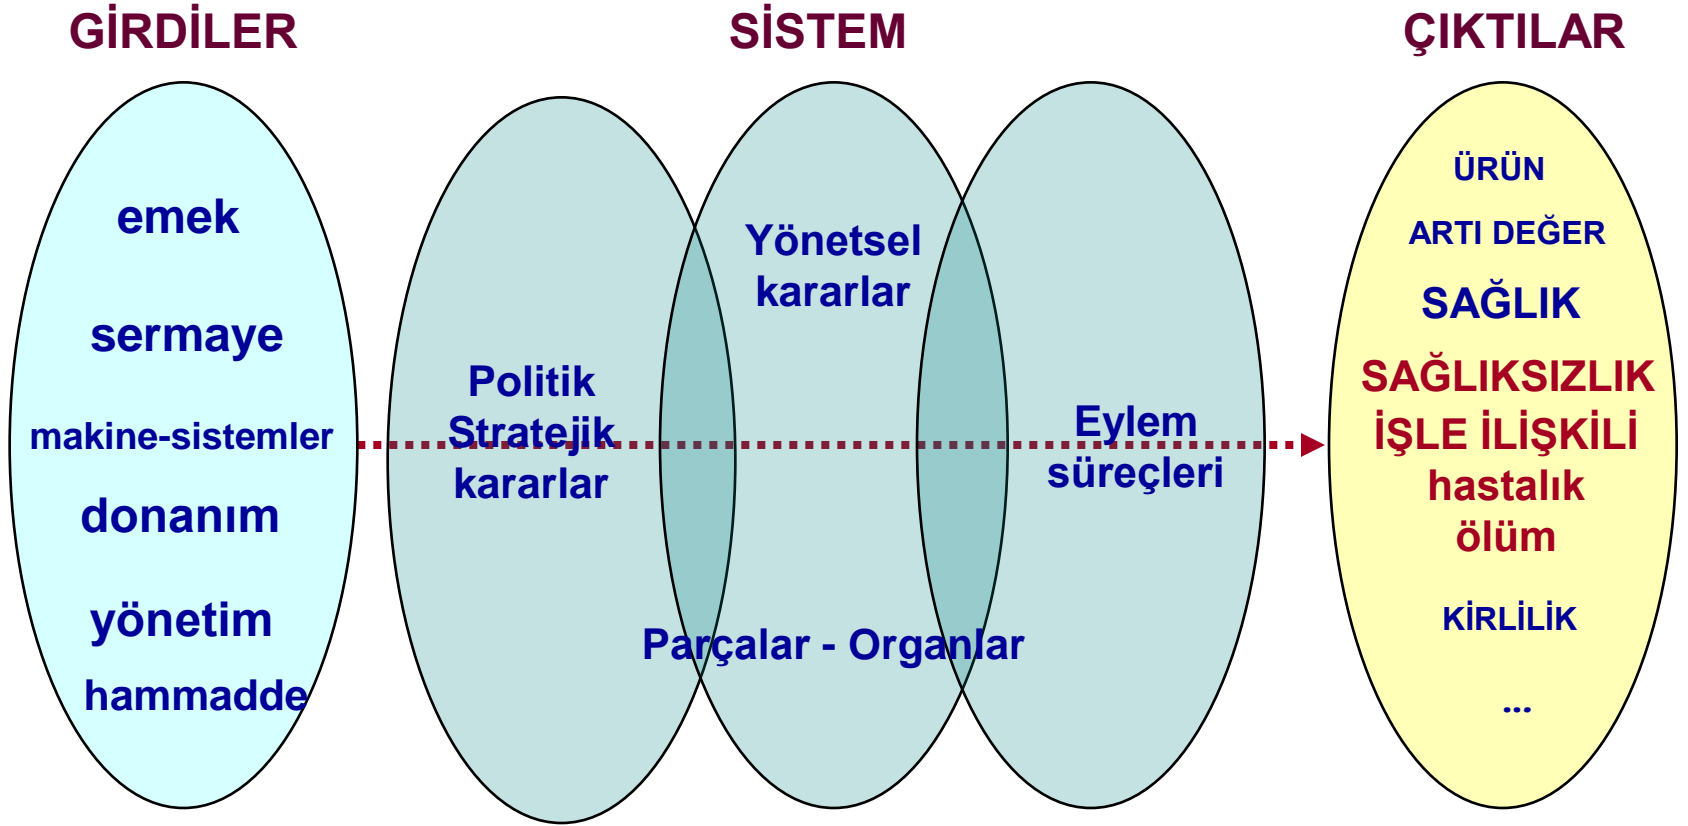 GİRDİLER
SİSTEM
ÇIKTILAR
emek
sermaye
makine-sistemler
donanım
yönetim
hammadde
Politik
Stratejik
kararlar
Yönetsel
kararlar
Eylem
süreçleri
Parçalar - Organlar
ÜRÜN
ARTI DEĞER
SAĞLIK
SAĞLIKSIZLIK
İŞLE İLİŞKİLİ
hastalık
ölüm
KİRLİLİK
...